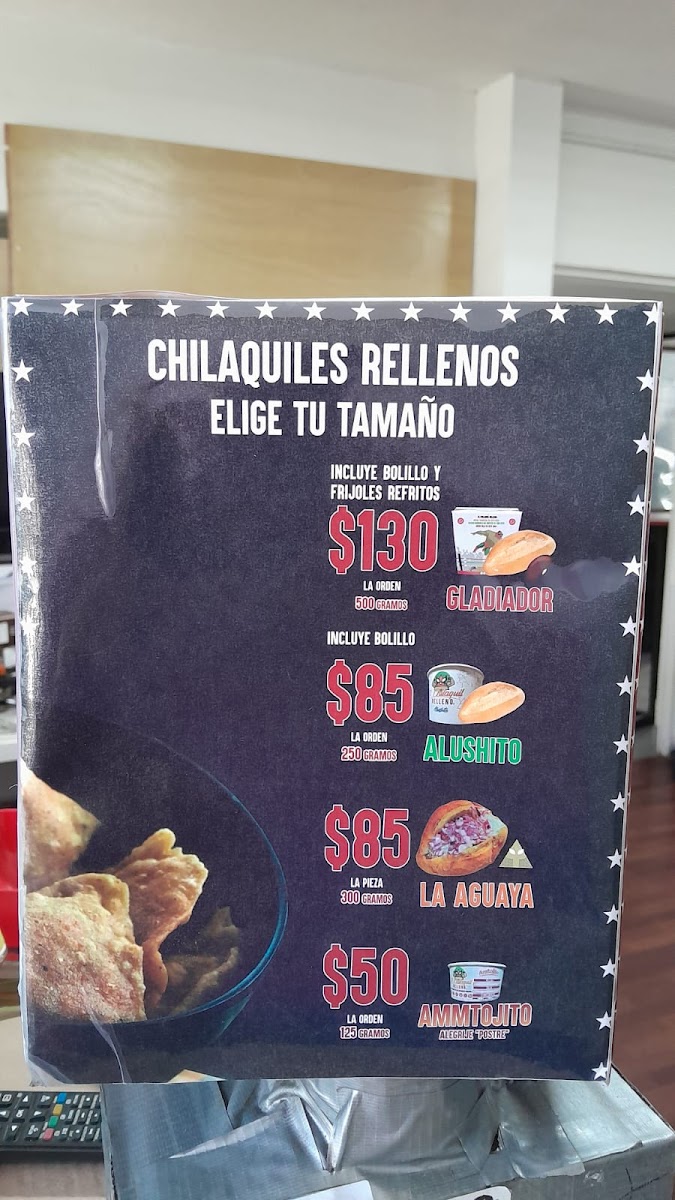 CHILAQUILES RELLENOS
ELIGE TU TAMAÑO
INCLUYE BOLILLO Y
FRIJOLES REFRITOS
$130
LA ORDEN
500 GRAMOS
GLADIADOR
INCLUYE BOLILLO
$85
LA ORDEN
250 GRAMOS
ALUSHITO
$85
LA PIEZA
300 GRAMOS
LA AGUAYA
$50
LA ORDEN
125 GRAMOS
AMMTOJITO
ALEGRIJE "POSTRE"